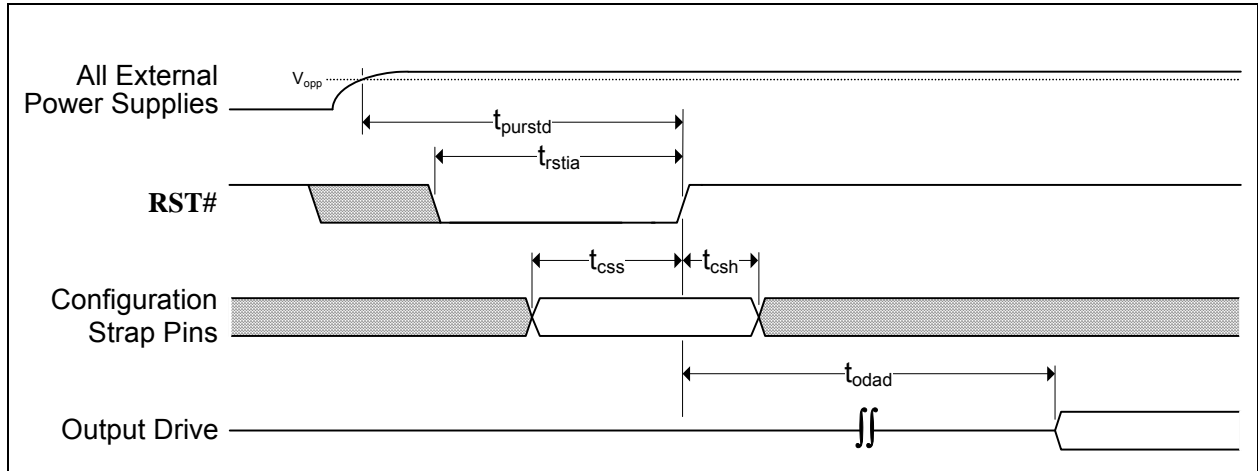 All External
Power Supplies
Vopp
tpurstd
trstia
RST#
tcss
tcsh
Configuration
Strap Pins
todad
Output Drive